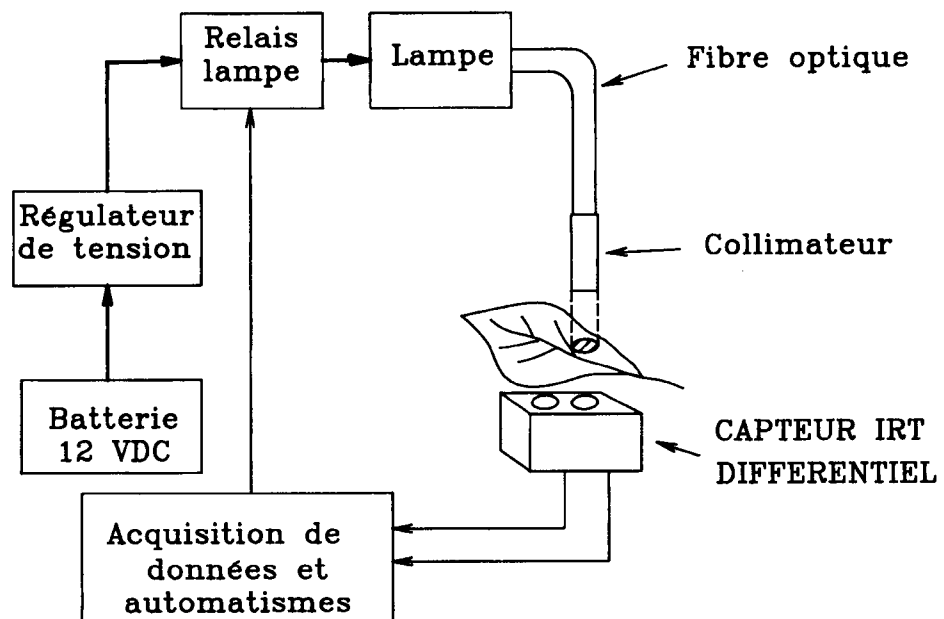 Relais
lampe
Lampe
Fibre optique
Régulateur
de tension
Collimateur
Batterie
12 VDC
CAPTEUR IRT
DIFFERENTIEL
Acquisition de
données et
automatismes